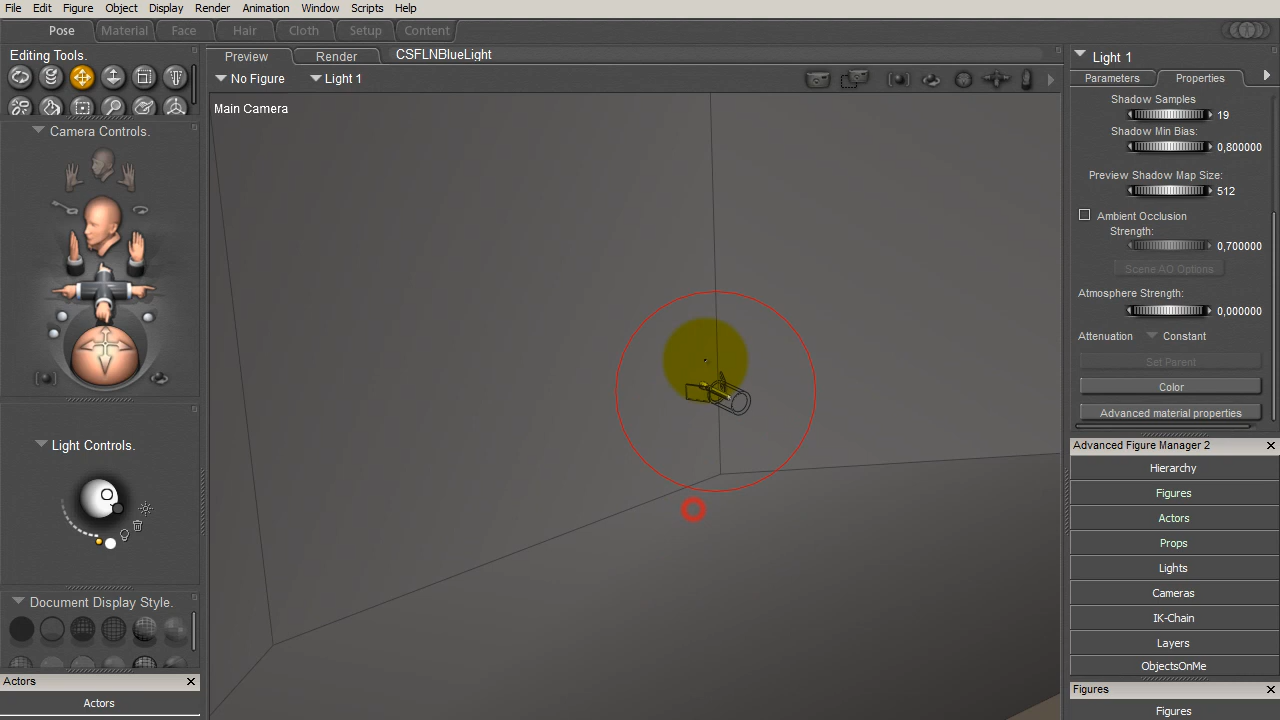 File Edit Figure Object Display Render Animation Window Scripts Help
Pose Material Face Hair Cloth Setup Content
Editing Tools.
Camera Controls.
Light Controls.
Document Display Style.
Actors
Actors
Preview Render CSFLNBlueLight
No Figure Light 1
Main Camera
Light 1
Parameters Properties
Shadow Samples
19
Shadow Min Bias:
0,800000
Preview Shadow Map Size:
512
Ambient Occlusion
Strength:
0,700000
Scene AO Options
Atmosphere Strength:
0,000000
Attenuation Constant
Set Parent
Color
Advanced material properties
Advanced Figure Manager 2
Hierarchy
Figures
Actors
Props
Lights
Cameras
IK-Chain
Layers
ObjectsOnMe
Figures
Figures